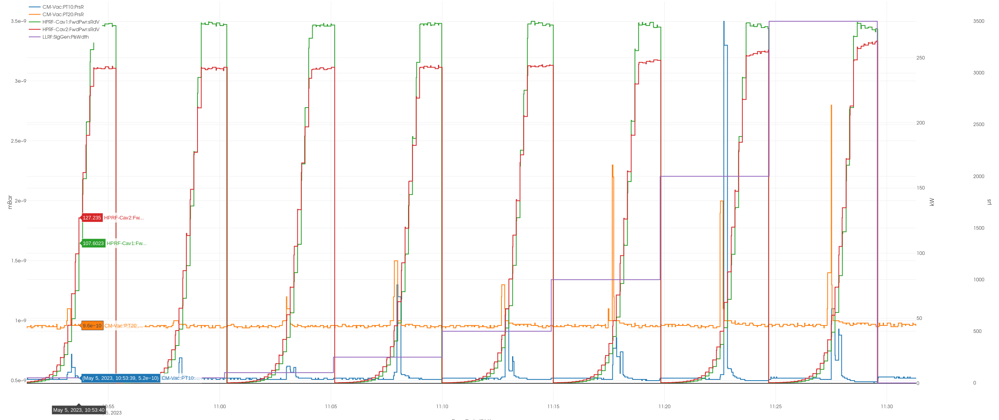 CM-Vac:PT10:PrsR
CM-Vac:PT20:PrsR
HPRF-Cav1:FwdPwr:sRdV
HPRF-Cav2:FwdPwr:sRdV
LLRF:SigGen:PlsWdth
3.5e−9
3e−9
2.5e−9
2e−9
1.5e−9
1e−9
0.5e−9
mBar
250
200
150
100
50
0
kW
3500
3000
2500
2000
1500
1000
500
0
µs
127.235 HPRF-Cav2:Fw...
107.6023 HPRF-Cav1:Fw...
9.6e−10 CM-Vac:PT20:...
(May 5, 2023, 10:53:39, 5.2e−10) CM-Vac:PT10:...
May 5, 2023, 10:53:40
:55
11:00
11:05
11:10
11:15
11:20
11:25
11:30
5, 2023